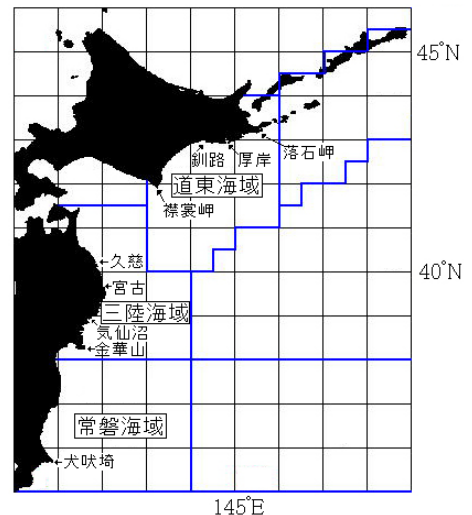 45°N
釧路
厚岸
落石岬
道東海域
襟裳岬
久慈
40°N
宮古
三陸海域
気仙沼
金華山
常磐海域
犬吠埼
145°E